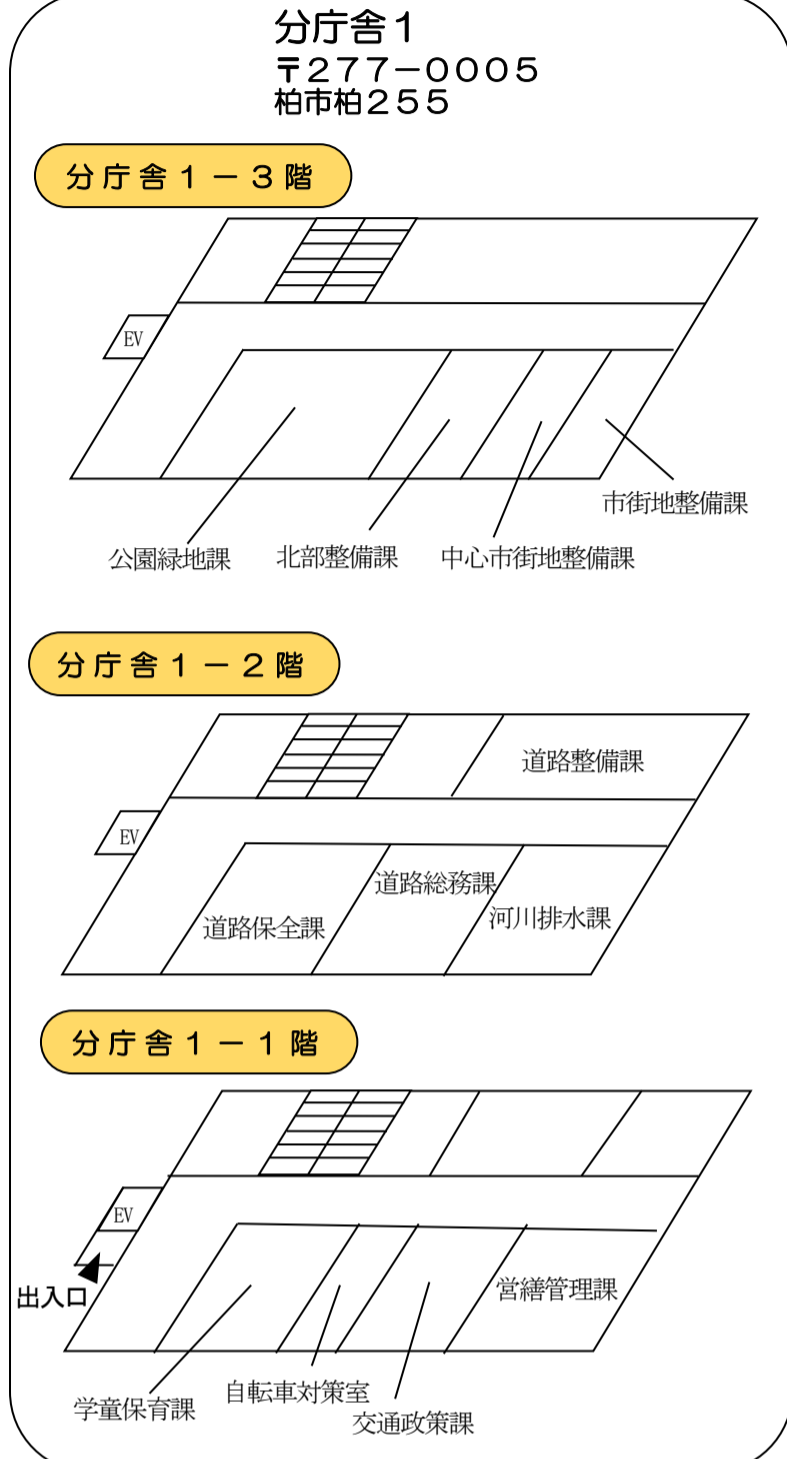 分庁舎1
〒277-0005
柏市柏255
分庁舎1-3階
EV
市街地整備課
公園緑地課
北部整備課
中心市街地整備課
分庁舎1-2階
道路整備課
EV
道路総務課
道路保全課
河川排水課
分庁舎1-1階
EV
出入口
営繕管理課
学童保育課
自転車対策室
交通政策課